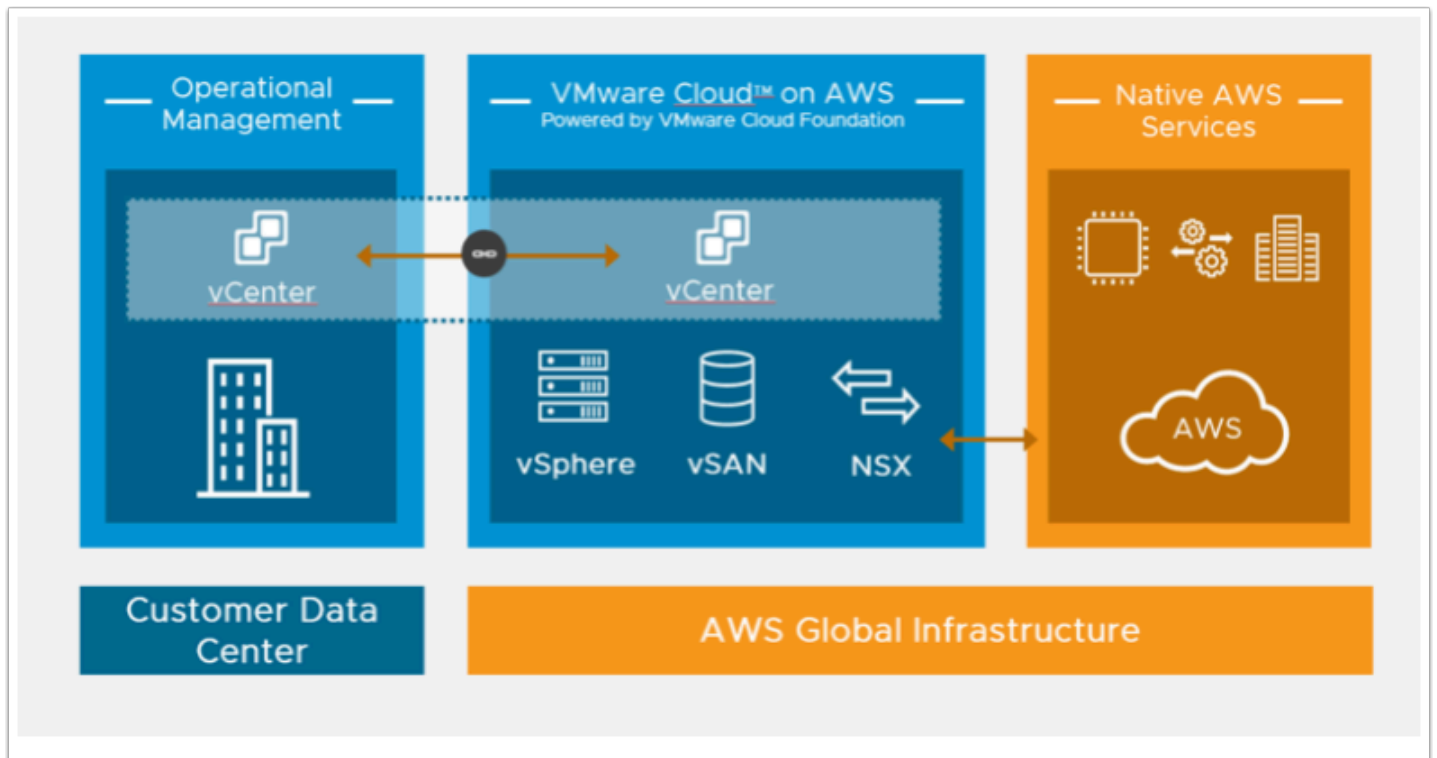 Operational
Management
vCenter
Customer Data
Center
VMware Cloud™ on AWS
Powered by VMware Cloud Foundation
vCenter
vSphere
vSAN
NSX
Native AWS
Services
AWS
AWS Global Infrastructure